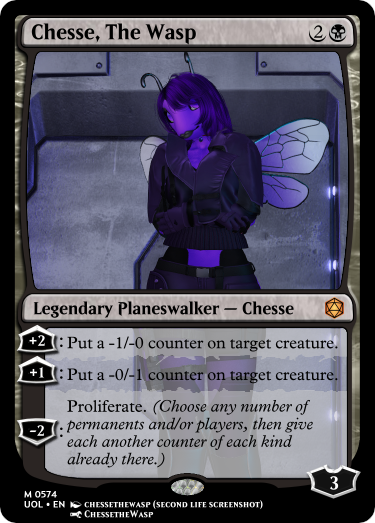 Chesse, The Wasp 2
Legendary Planeswalker — Chesse
+2: Put a -1/-0 counter on target creature.
+1: Put a -0/-1 counter on target creature.
Proliferate. (Choose any number of
-2: permanents and/or players, then give
each another counter of each kind
already there.)
3
M 0574
UOL • EN CHESSETHEWASP (SECOND LIFE SCREENSHOT)
ChesseTheWasp